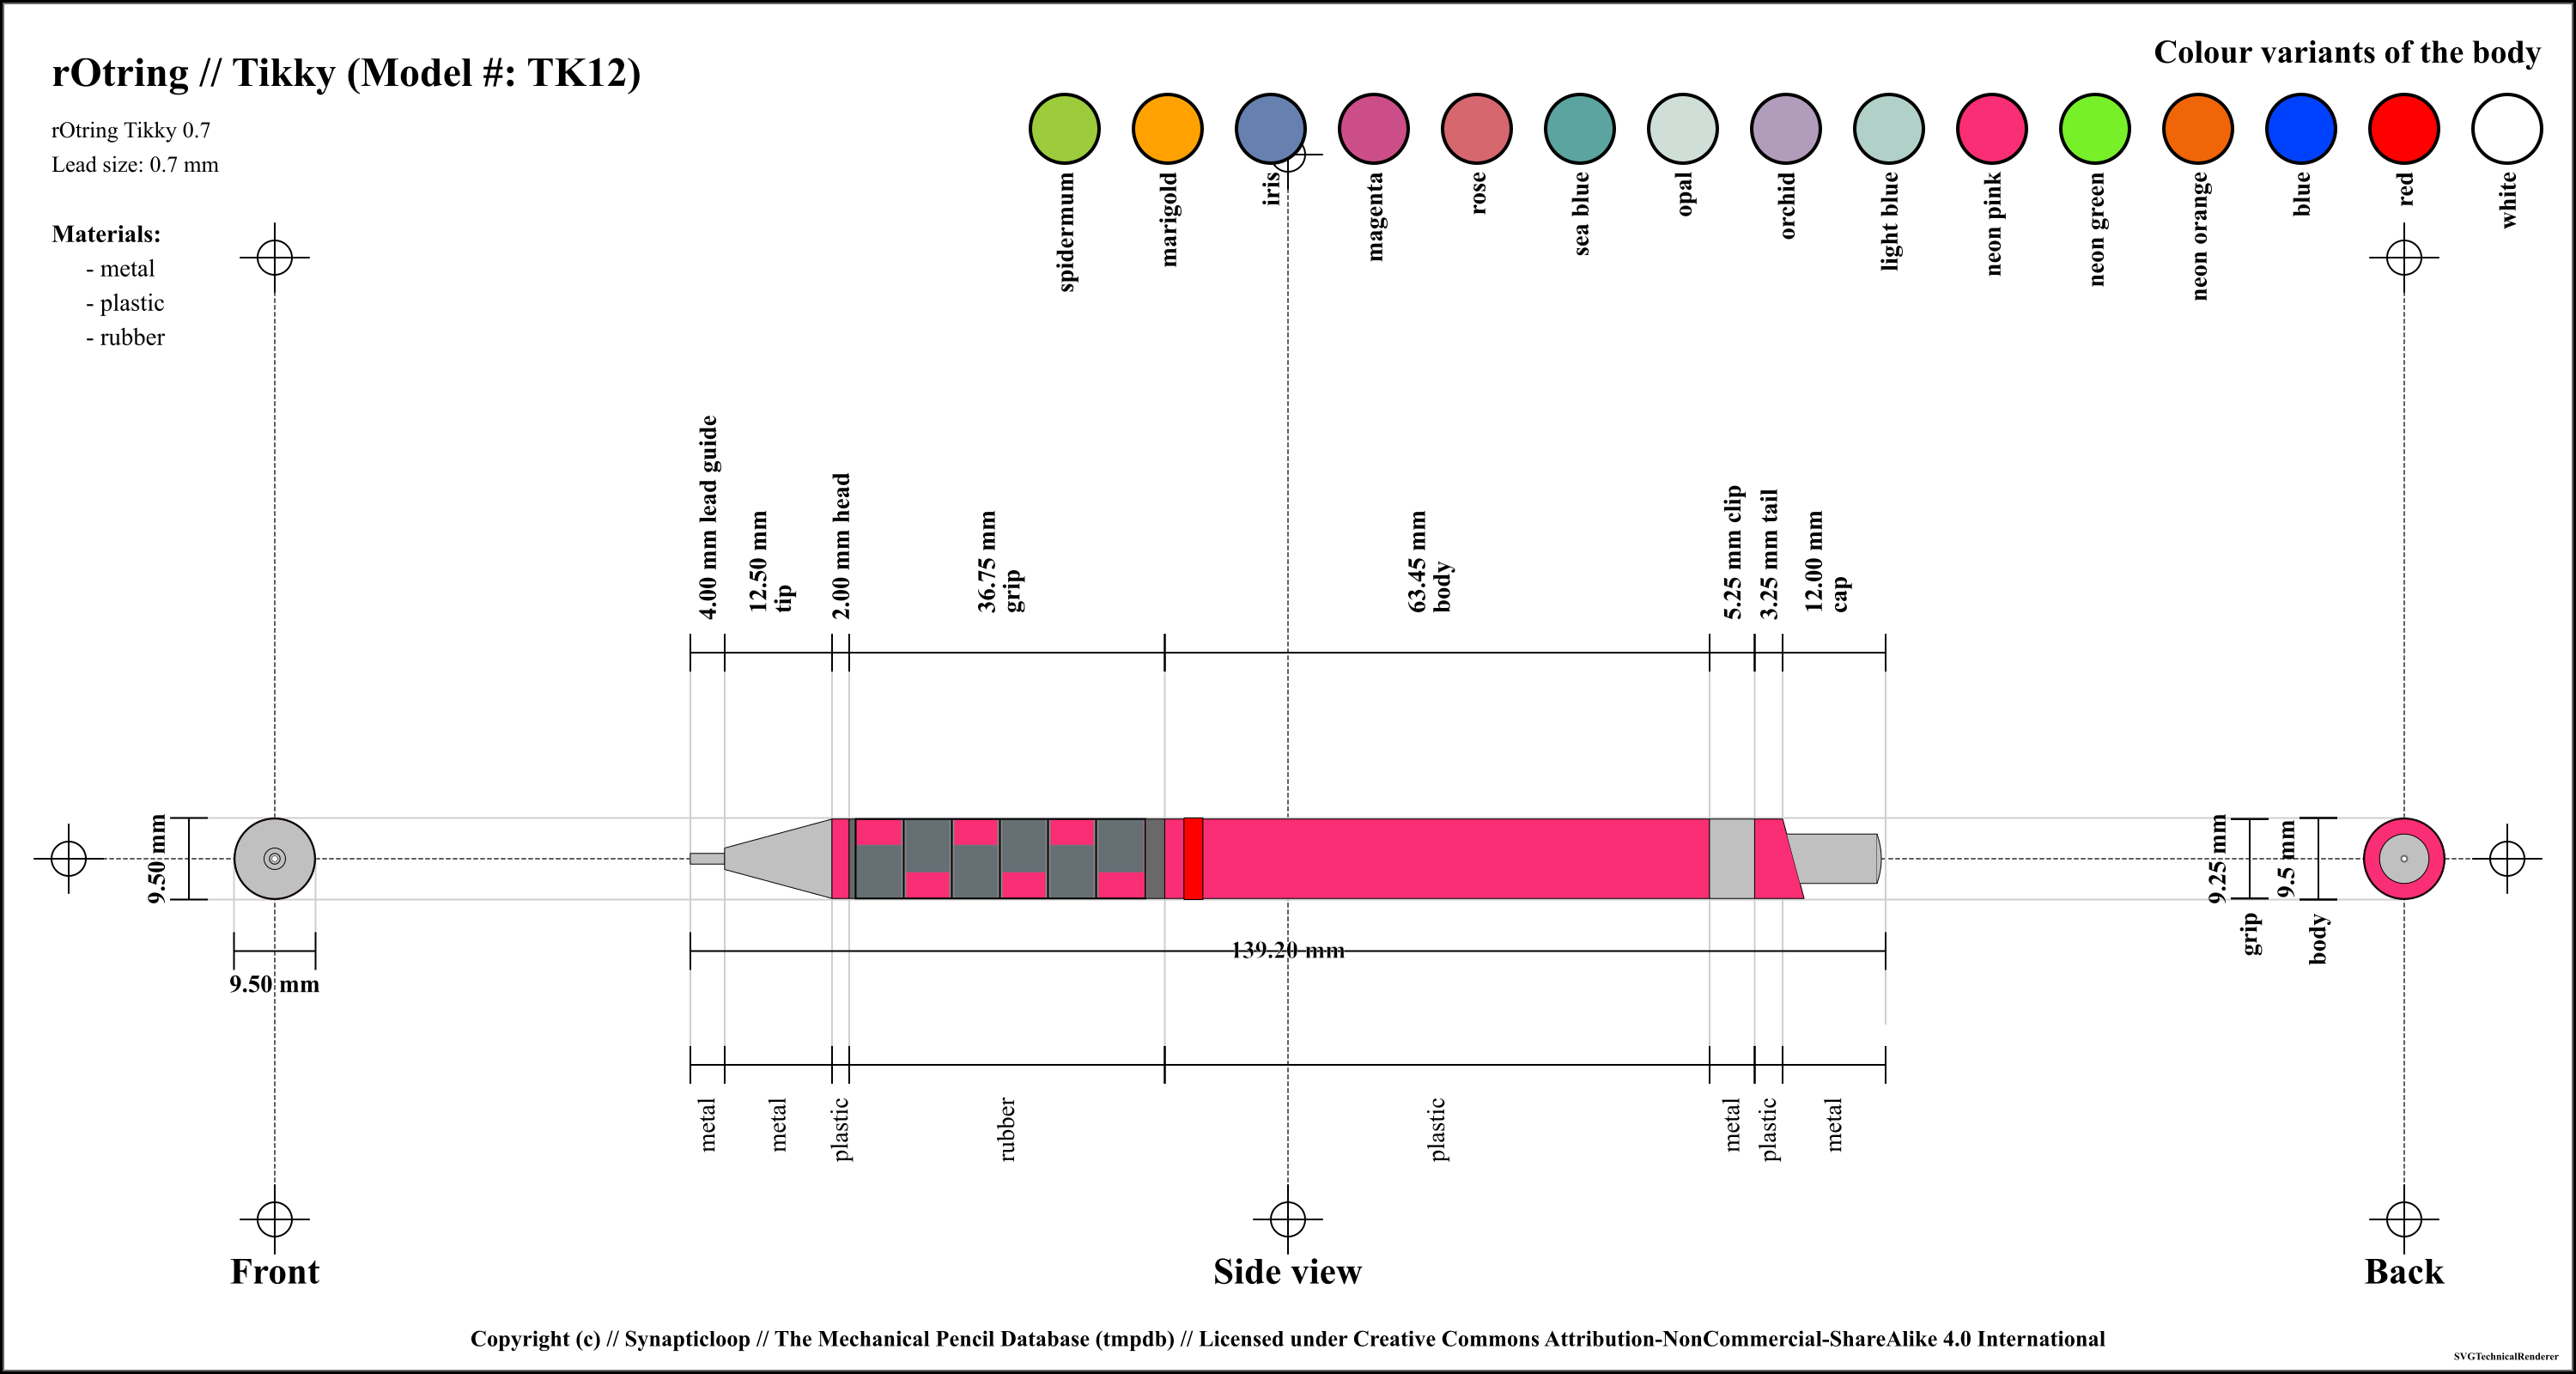 rOtring // Tikky (Model #: TK12)
rOtring Tikky 0.7
Lead size: 0.7 mm
Materials:
- metal
- plastic
- rubber
Colour variants of the body
spidermum
marigold
iris
magenta
rose
sea blue
opal
orchid
light blue
neon pink
neon green
neon orange
blue
red
white
4.00 mm lead guide
12.50 mm
tip
2.00 mm head
36.75 mm
grip
63.45 mm
body
5.25 mm clip
3.25 mm tail
12.00 mm
cap
9.50 mm
9.50 mm
139.20 mm
9.25 mm
grip
9.5 mm
body
metal
metal
plastic
rubber
plastic
metal
plastic
metal
Front
Side view
Back
Copyright (c) // Synapticloop // The Mechanical Pencil Database (tmpdb) // Licensed under Creative Commons Attribution-NonCommercial-ShareAlike 4.0 International
SVGTechnicalRenderer